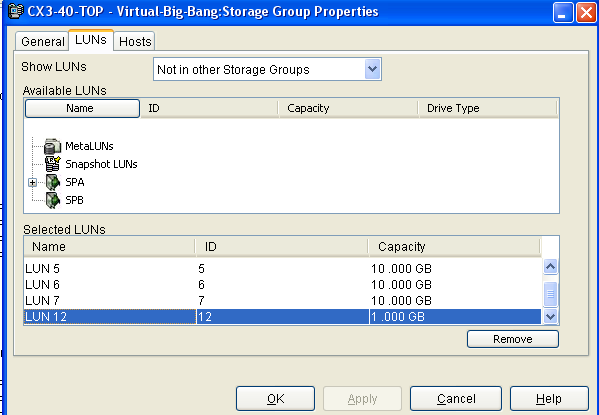 CX3-40-TOP - Virtual-Big-Bang:Storage Group Properties
General LUNs Hosts
Show LUNs Not in other Storage Groups
Available LUNs
Name ID Capacity Drive Type
MetaLUNs
Snapshot LUNs
SPA
SPB
Selected LUNs
Name ID Capacity
LUN 5 5 10 .000 GB
LUN 6 6 10 .000 GB
LUN 7 7 10 .000 GB
LUN 12 12 1 .000 GB
Remove
OK Apply Cancel Help